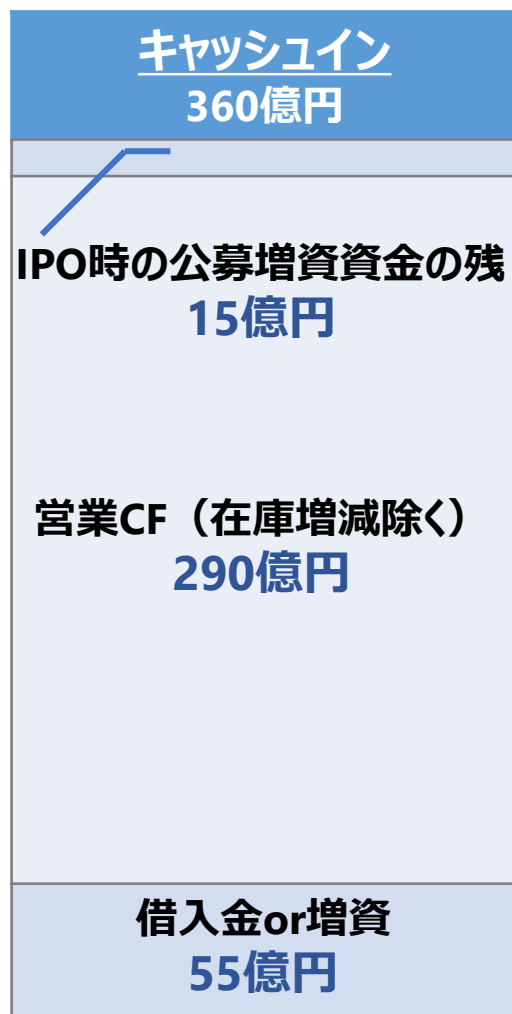 キャッシュイン
360億円
IPO時の公募増資資金の残
15億円
営業CF（在庫増減除く）
290億円
借入金or増資
55億円